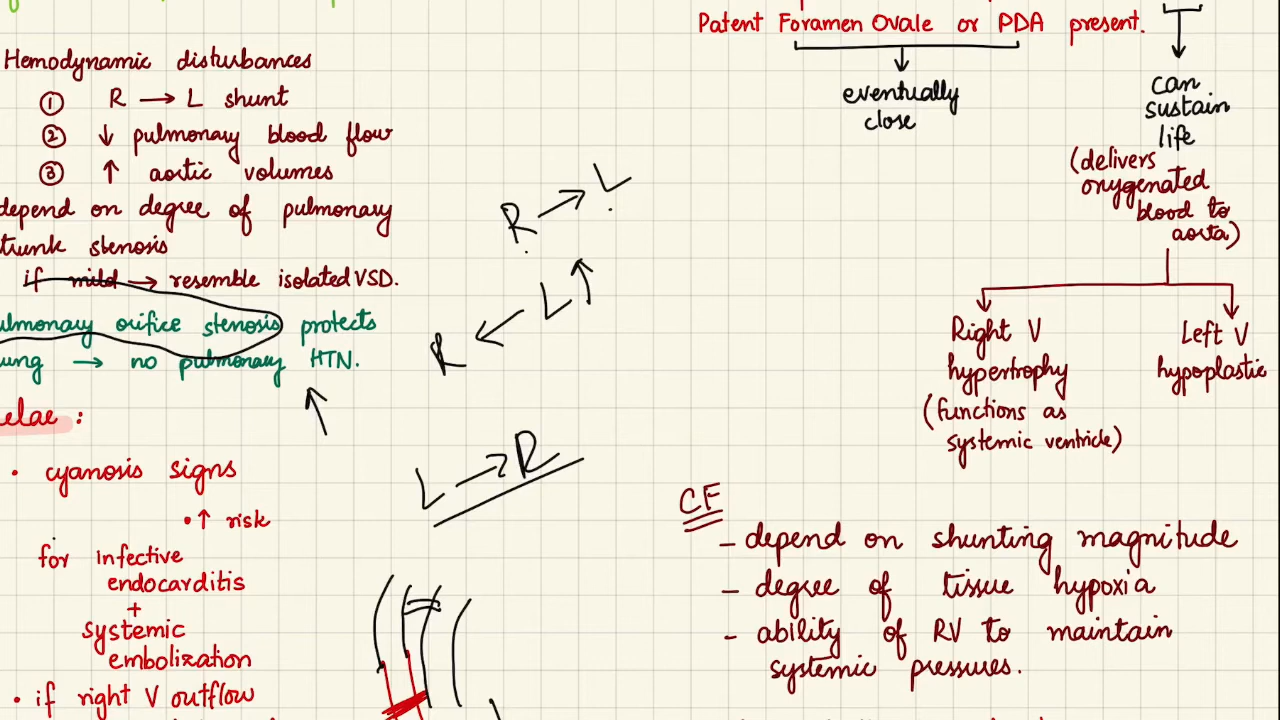 Hemodynamic disturbances
① R → L shunt
② ↓ pulmonary blood flow
③ ↑ aortic volumes
depend on degree of pulmonary
trunk stenosis
if mild → resemble isolated VSD.
ulmonary orifice stenosis protects
ung → no pulmonary HTN.
elae :
• cyanosis signs
• ↑ risk
for infective
endocarditis
+
systemic
embolization
• if right V outflow
R → L
R ← L ↑
L → R
Patent Foramen Ovale or PDA present.
eventually
close
can
sustain
life
(delivers
oxygenated
blood to
aorta)
Right V
hypertrophy
(functions as
systemic ventricle)
Left V
hypoplastic
CF
- depend on shunting magnitude
- degree of tissue hypoxia
- ability of RV to maintain
systemic pressures.